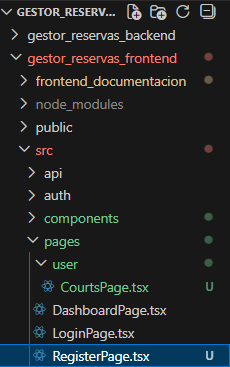 GESTOR_RESERV...
gestor_reservas_backend
gestor_reservas_frontend
frontend_documentacion
node_modules
public
src
api
auth
components
pages
user
CourtsPage.tsx U
DashboardPage.tsx
LoginPage.tsx
RegisterPage.tsx U